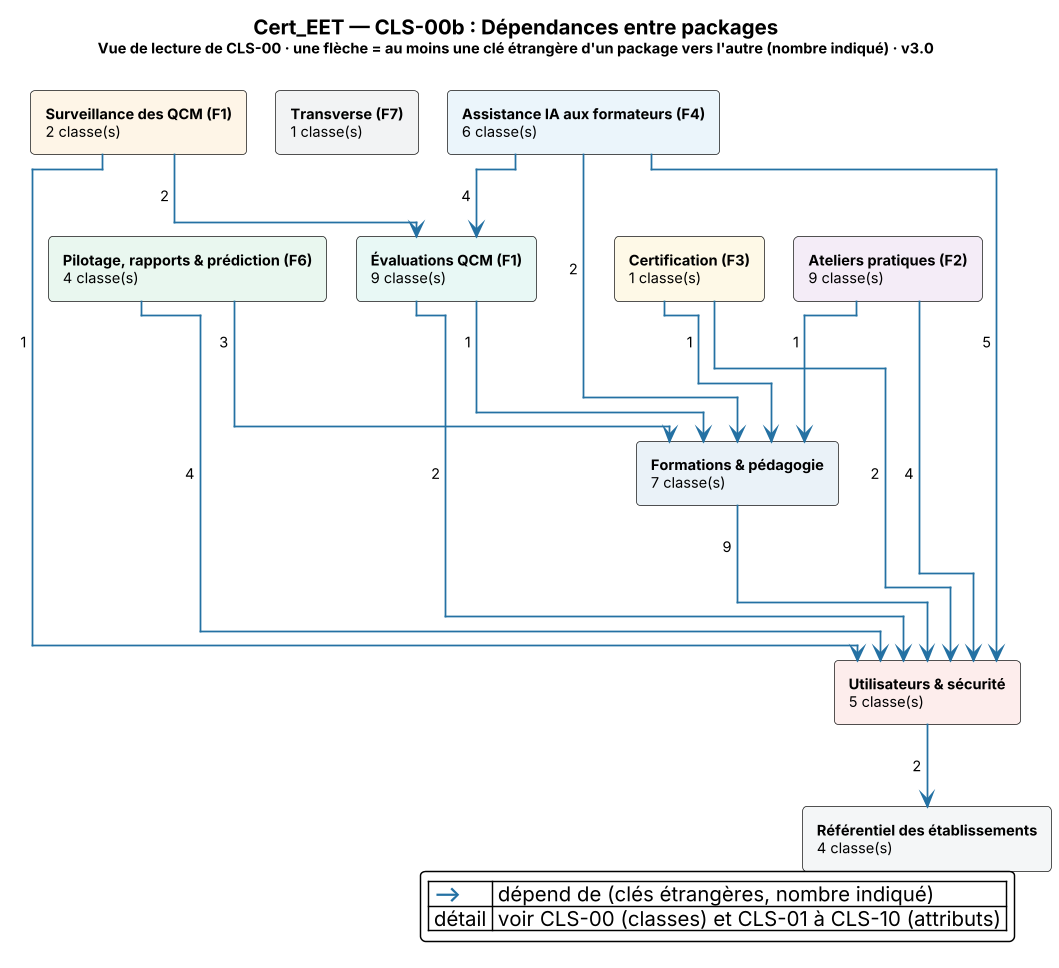 Cert_EET — CLS-00b : Dépendances entre packages
Vue de lecture de CLS-00 · une flèche = au moins une clé étrangère d'un package vers l'autre (nombre indiqué) · v3.0
Surveillance des QCM (F1)
2 classe(s)
Transverse (F7)
1 classe(s)
Assistance IA aux formateurs (F4)
6 classe(s)
2
4
Pilotage, rapports & prédiction (F6)
4 classe(s)
Évaluations QCM (F1)
9 classe(s)
2
Certification (F3)
1 classe(s)
Ateliers pratiques (F2)
9 classe(s)
1
3
1
1
1
5
Formations & pédagogie
7 classe(s)
4
2
2
4
9
Utilisateurs & sécurité
5 classe(s)
2
Référentiel des établissements
4 classe(s)
→ dépend de (clés étrangères, nombre indiqué)
détail voir CLS-00 (classes) et CLS-01 à CLS-10 (attributs)